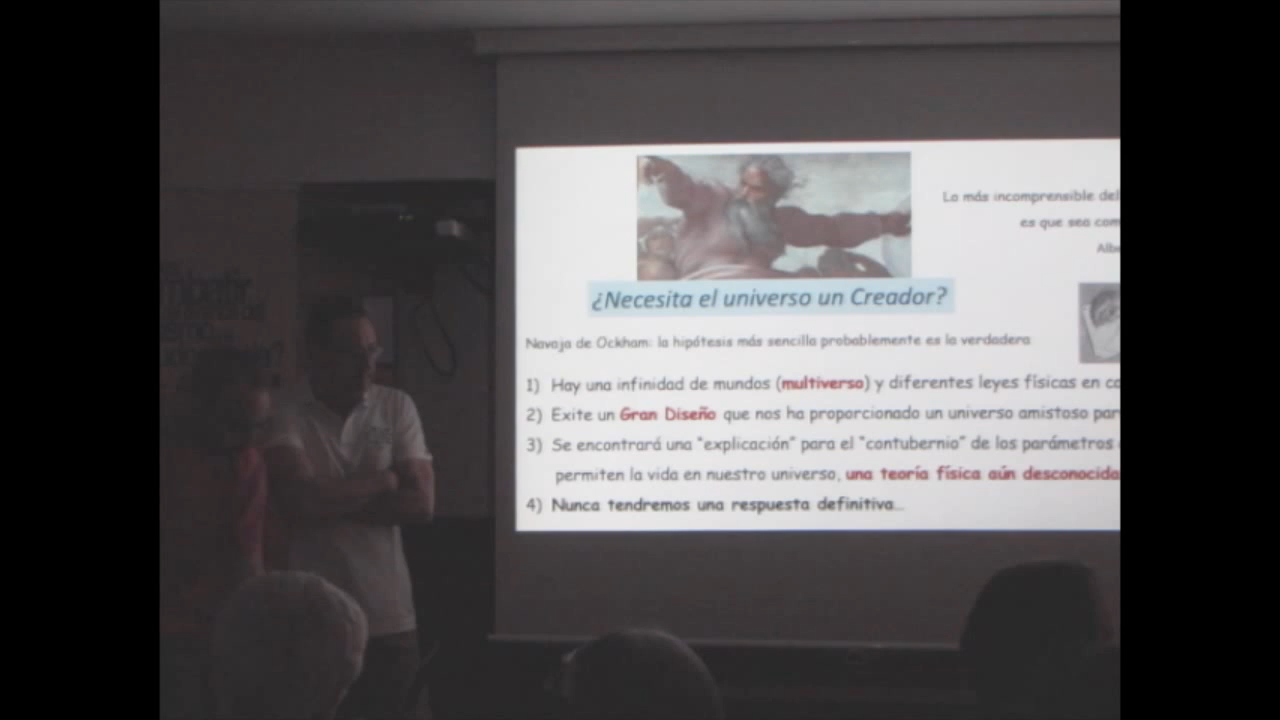 Lo más incomprensible del
es que sea com
Albe
¿Necesita el universo un Creador?
Navaja de Ockham: la hipótesis más sencilla probablemente es la verdadera
1) Hay una infinidad de mundos (multiverso) y diferentes leyes físicas en ca
2) Exite un Gran Diseño que nos ha proporcionado un universo amistoso par
3) Se encontrará una "explicación" para el "contubernio" de los parámetros
permiten la vida en nuestro universo, una teoría física aún desconocida
4) Nunca tendremos una respuesta definitiva...